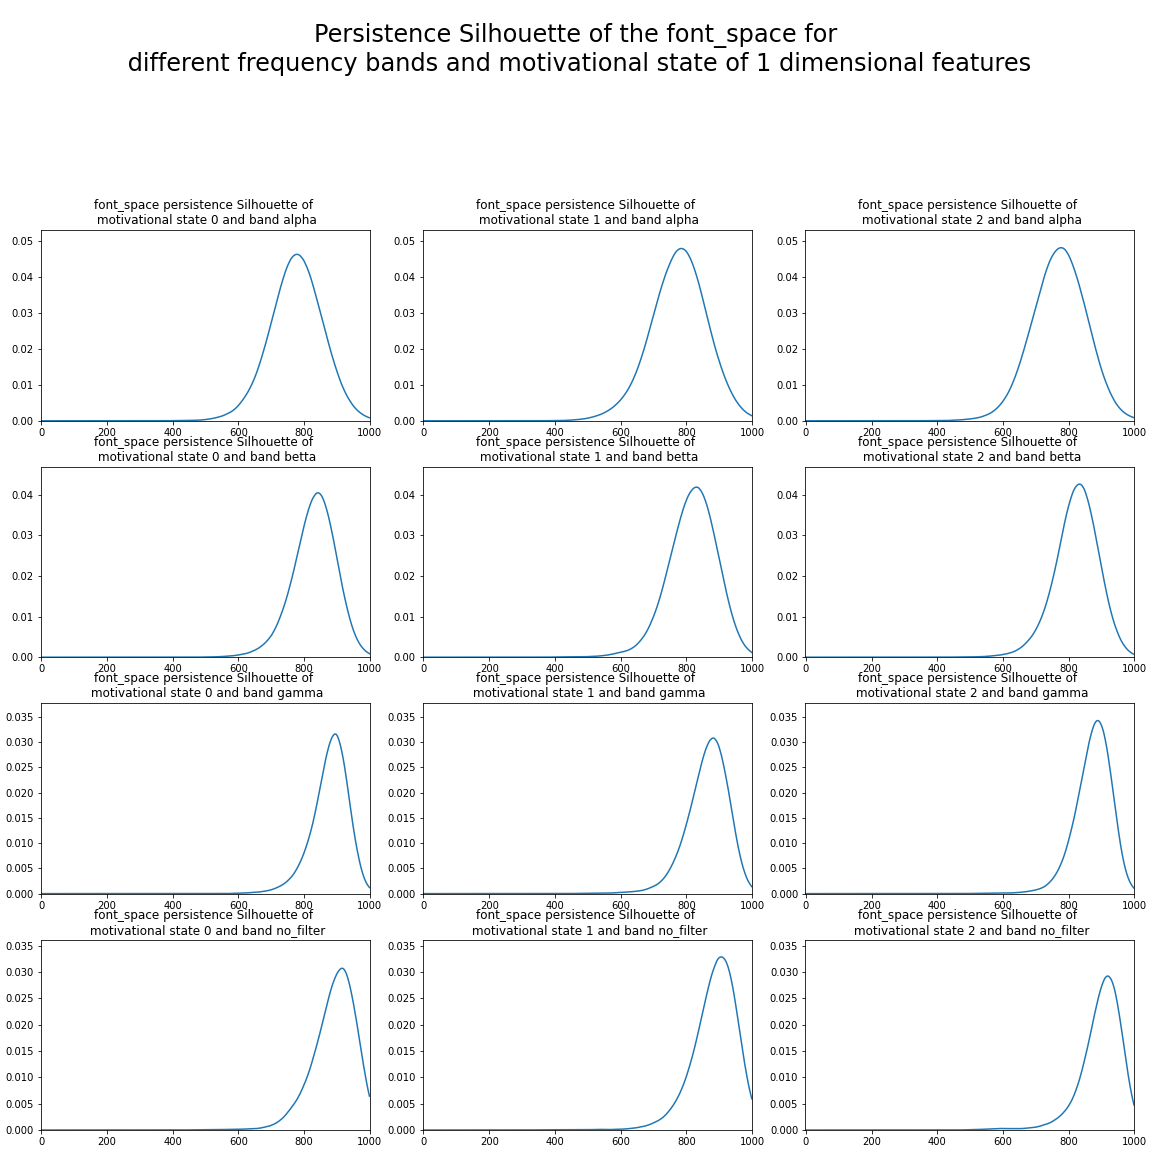 Persistence Silhouette of the font_space for
different frequency bands and motivational state of 1 dimensional features
font_space persistence Silhouette of
motivational state 0 and band alpha
0.05
0.04
0.03
0.02
0.01
0.00
0 200 400 600 800 1000
font_space persistence Silhouette of
motivational state 1 and band alpha
0.05
0.04
0.03
0.02
0.01
0.00
0 200 400 600 800 1000
font_space persistence Silhouette of
motivational state 2 and band alpha
0.05
0.04
0.03
0.02
0.01
0.00
0 200 400 600 800 1000
font_space persistence Silhouette of
motivational state 0 and band betta
0.04
0.03
0.02
0.01
0.00
0 200 400 600 800 1000
font_space persistence Silhouette of
motivational state 1 and band betta
0.04
0.03
0.02
0.01
0.00
0 200 400 600 800 1000
font_space persistence Silhouette of
motivational state 2 and band betta
0.04
0.03
0.02
0.01
0.00
0 200 400 600 800 1000
font_space persistence Silhouette of
motivational state 0 and band gamma
0.035
0.030
0.025
0.020
0.015
0.010
0.005
0.000
0 200 400 600 800 1000
font_space persistence Silhouette of
motivational state 1 and band gamma
0.035
0.030
0.025
0.020
0.015
0.010
0.005
0.000
0 200 400 600 800 1000
font_space persistence Silhouette of
motivational state 2 and band gamma
0.035
0.030
0.025
0.020
0.015
0.010
0.005
0.000
0 200 400 600 800 1000
font_space persistence Silhouette of
motivational state 0 and band no_filter
0.035
0.030
0.025
0.020
0.015
0.010
0.005
0.000
0 200 400 600 800 1000
font_space persistence Silhouette of
motivational state 1 and band no_filter
0.035
0.030
0.025
0.020
0.015
0.010
0.005
0.000
0 200 400 600 800 1000
font_space persistence Silhouette of
motivational state 2 and band no_filter
0.035
0.030
0.025
0.020
0.015
0.010
0.005
0.000
0 200 400 600 800 1000